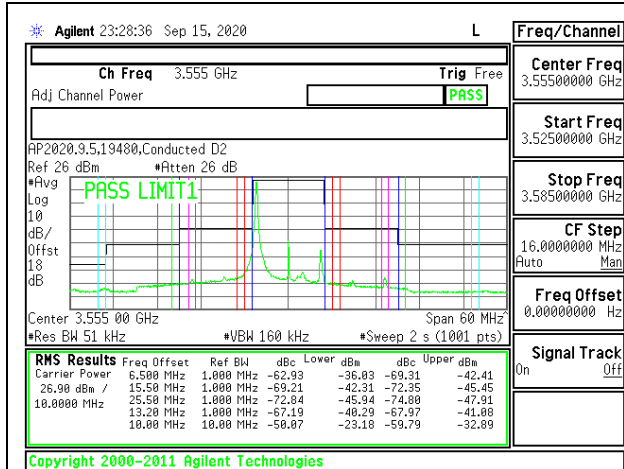 Agilent 23:28:36 Sep 15, 2020 L
Freq/Channel
Ch Freq 3.555 GHz Trig Free
Adj Channel Power PASS
Center Freq
3.55500000 GHz
Start Freq
3.52500000 GHz
Stop Freq
3.58500000 GHz
CF Step
16.0000000 MHz
Auto Man
Freq Offset
0.00000000 Hz
Signal Track
On Off
AP2020.9.5,19480,Conducted D2
Ref 26 dBm #Atten 26 dB
#Avg
Log
10
dB/
Offst
18
dB
PASS LIMIT1
Center 3.555 00 GHz Span 60 MHz
#Res BW 51 kHz #VBW 160 kHz #Sweep 2 s (1001 pts)
RMS Results Freq Offset Ref BW dBc Lower dBm dBc Upper dBm
Carrier Power 6.500 MHz 1.000 MHz -62.93 -36.03 -69.31 -42.41
26.90 dBm / 15.50 MHz 1.000 MHz -69.21 -42.31 -72.35 -45.45
10.0000 MHz 25.50 MHz 1.000 MHz -72.84 -45.94 -74.80 -47.91
13.20 MHz 1.000 MHz -67.19 -40.29 -67.97 -41.08
10.00 MHz 10.00 MHz -50.07 -23.18 -59.79 -32.89
Copyright 2000-2011 Agilent Technologies